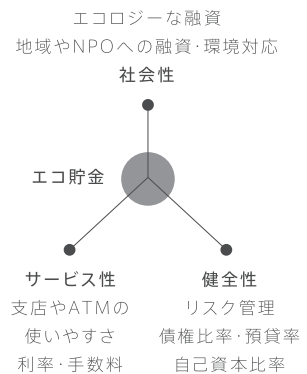 エコロジーな融資
地域やNPOへの融資・環境対応
社会性
エコ貯金
サービス性
支店やATMの
使いやすさ
利率・手数料
健全性
リスク管理
債権比率・預貸率
自己資本比率